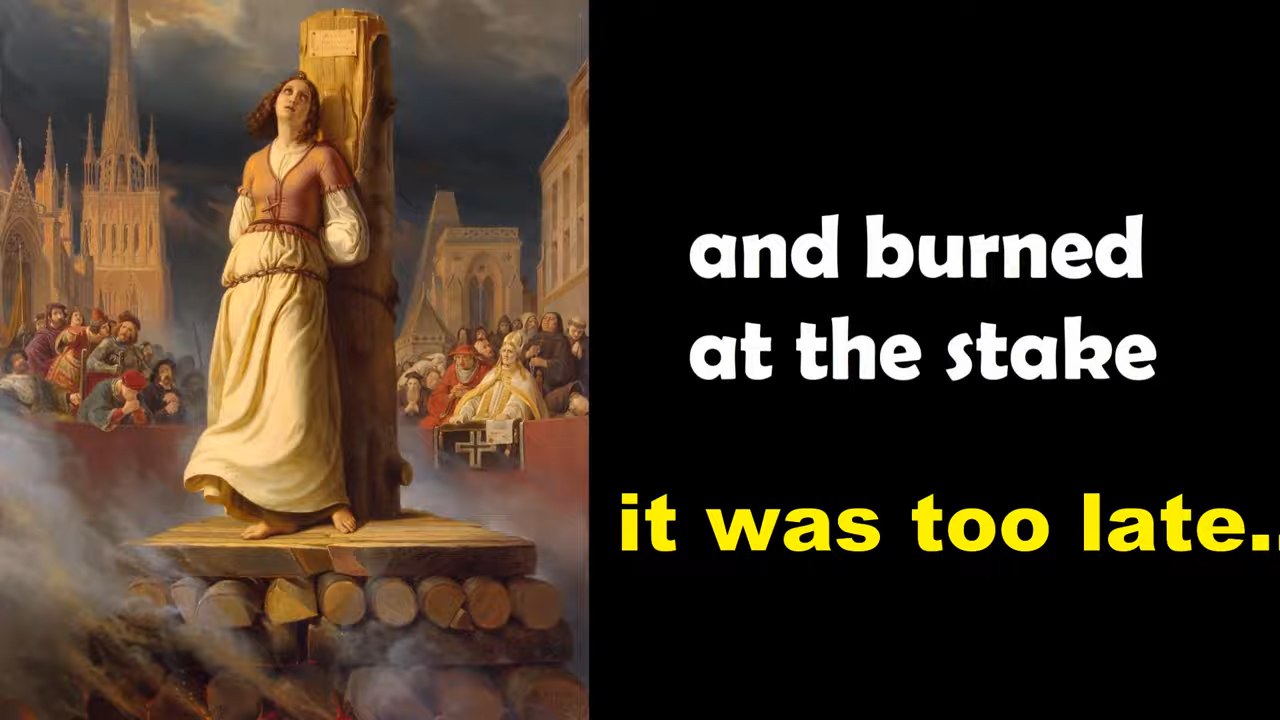 and burned
at the stake
it was too late..